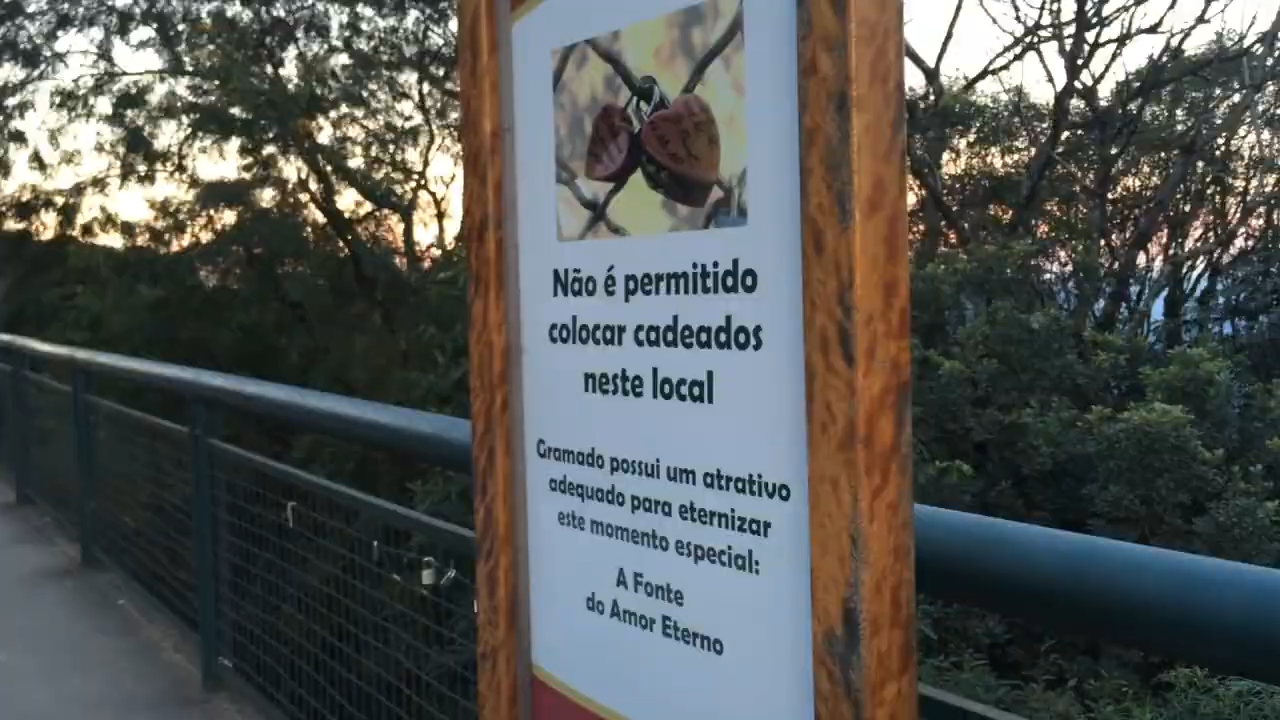 Não é permitido
colocar cadeados
neste local
Gramado possui um atrativo
adequado para eternizar
este momento especial:
A Fonte
do Amor Eterno